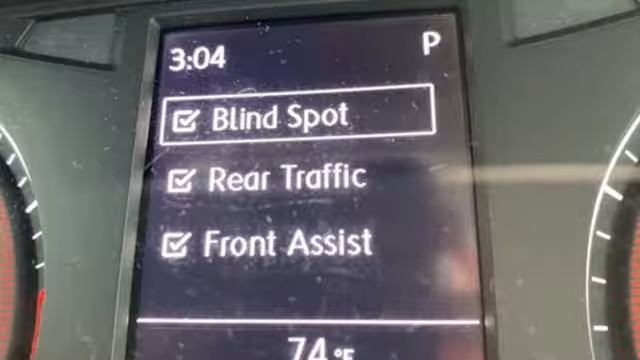 3:04 P
Blind Spot
Rear Traffic
Front Assist
74 °F